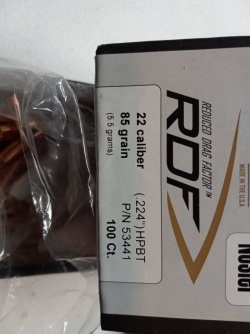 MADE IN THE U.S.A.
REDUCED DRAG FACTOR™
RDF
22 caliber
85 grain
(5.5 grams)
(.224") HPBT
P/N 53441
100 Ct.